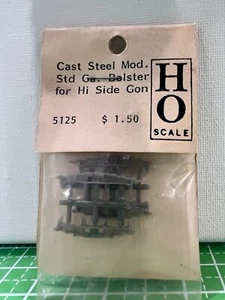 Cast Steel Mod.
Std Ga. Bolster
for Hi Side Gon
5125 $ 1.50
HO
SCALE